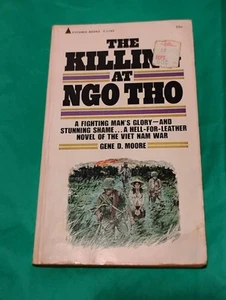 THE
KILLIN
AT
NGO THO
A FIGHTING MAN'S GLORY—AND
STUNNING SHAME...A HELL-FOR-LEATHER
NOVEL OF THE VIET NAM WAR
GENE D. MOORE